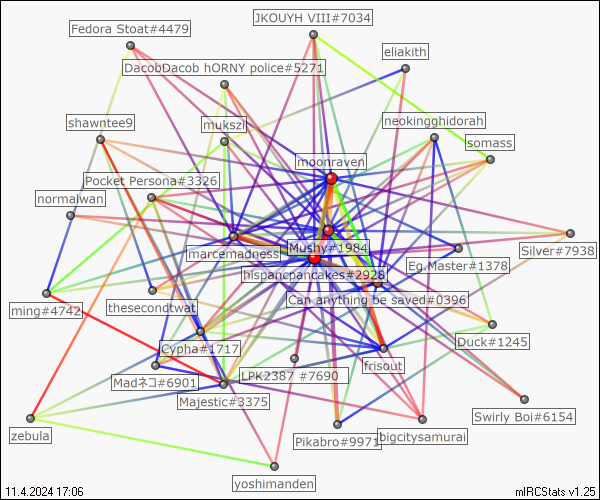 JKOUYH VIII#7034
Fedora Stoat#4479
eliakith
DacobDacob hORNY police#5271
shawntee9
mukszi
neokingghidorah
somass
moonraven
Pocket Persona#3326
normalwan
Mushy#1984
marcemadness
Silver#7938
Eg.Master#1378
hispanicpancakes#2928
Can anything be saved#0396
ming#4742
thesecondtwat
Duck#1245
Cypha#1717
frisout
LPK2387 #7690
Madネコ#6901
Majestic#3375
Swirly Boi#6154
zebula
Pikabro#9971
bigcitysamurai
yoshimanden
11.4.2024 17:06
mIRCStats v1.25